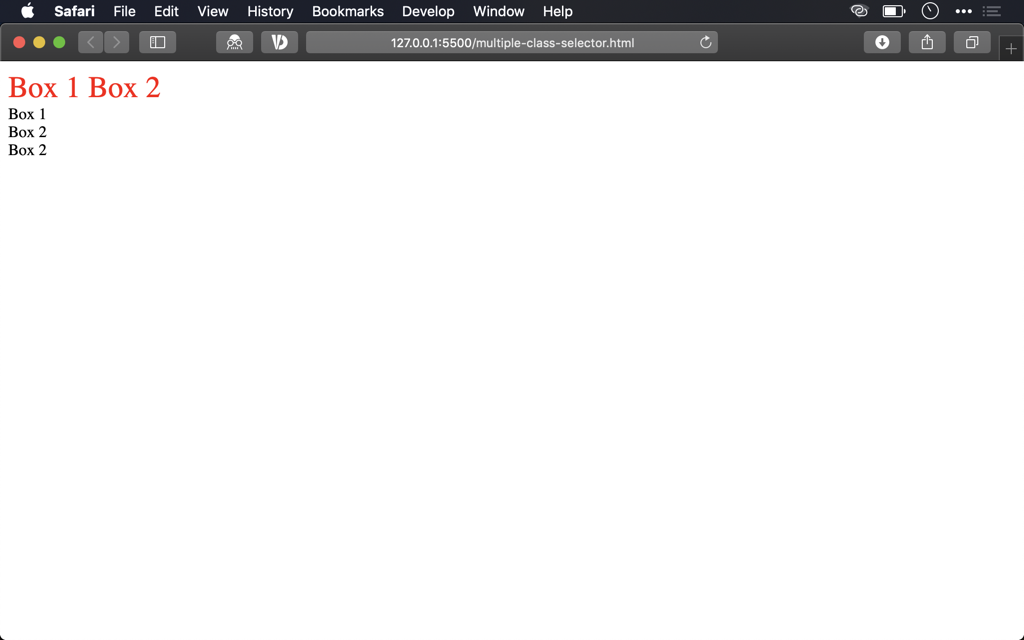 Safari File Edit View History Bookmarks Develop Window Help
127.0.0.1:5500/multiple-class-selector.html
Box 1 Box 2
Box 1
Box 2
Box 2